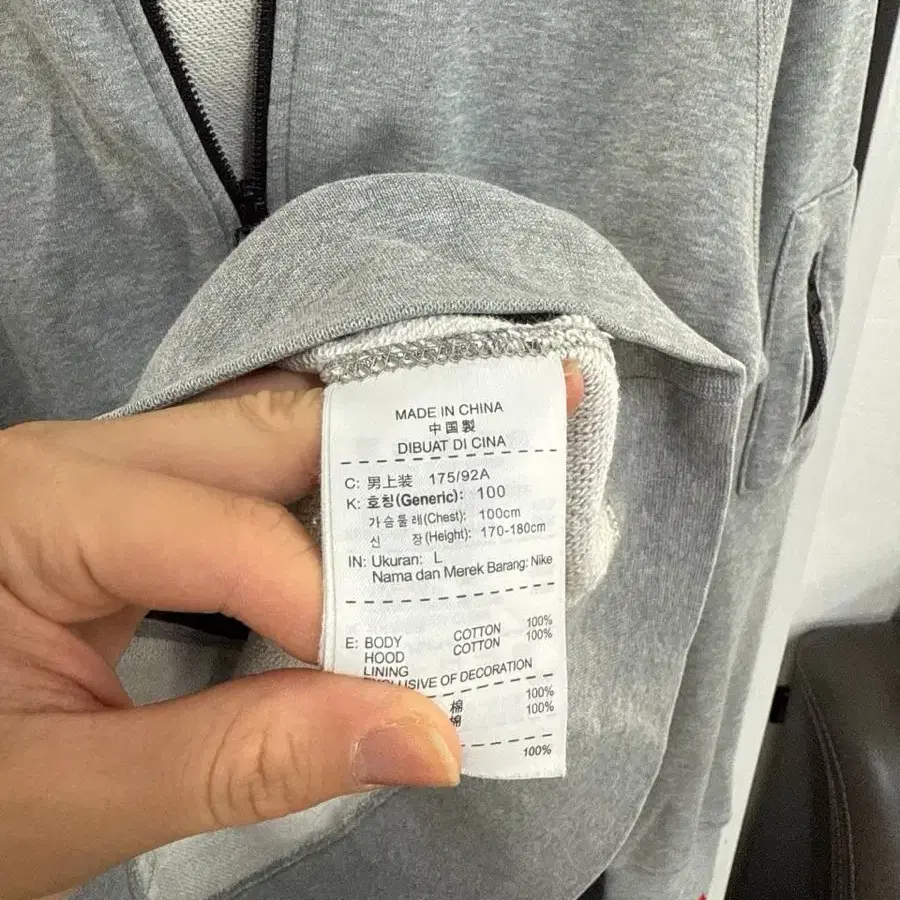 MADE IN CHINA
中国製
DIBUAT DI CINA
C: 男上装 175/92A
K: 호칭(Generic): 100
가슴둘레(Chest): 100cm
신 장(Height): 170-180cm
IN: Ukuran: L
Nama dan Merek Barang: Nike
E: BODY COTTON 100%
HOOD COTTON 100%
LINING
EXCLUSIVE OF DECORATION
棉 100%
棉 100%
100%